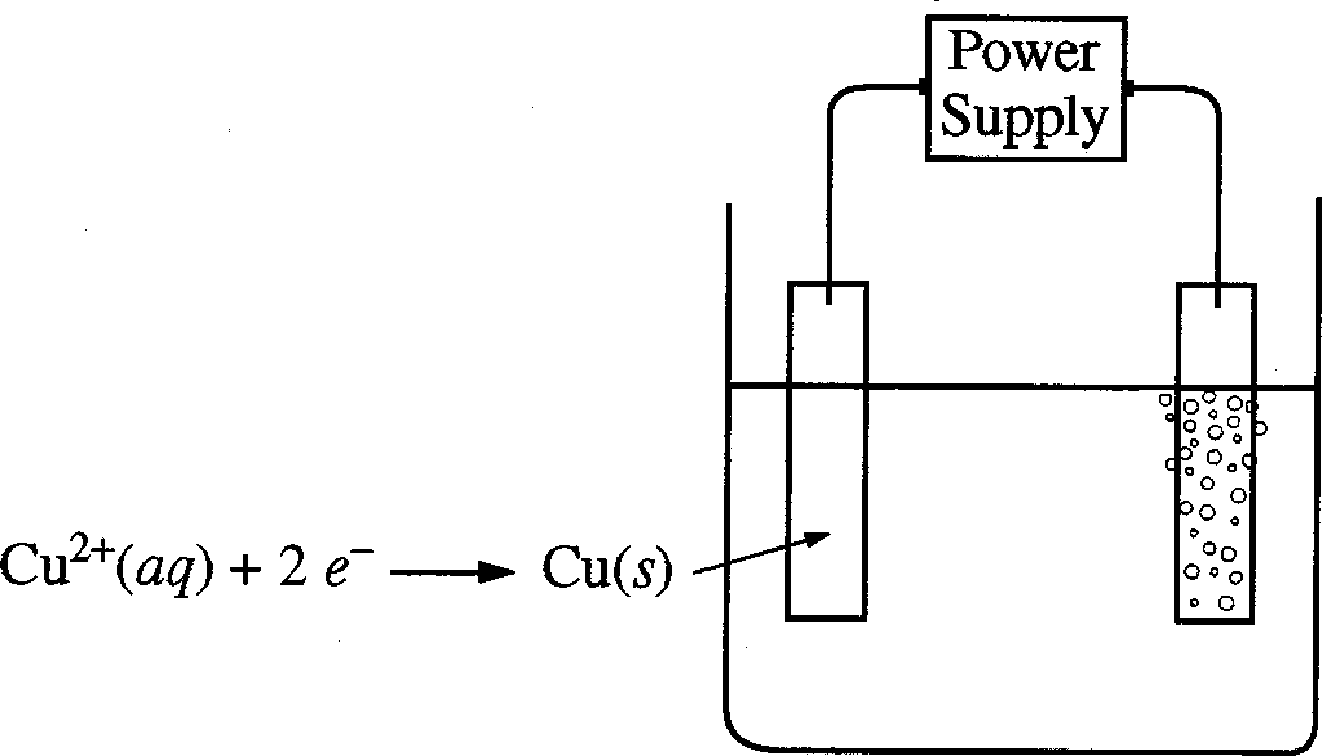 Power
Supply
Cu²⁺(aq) + 2 e⁻ ⟶ Cu(s)